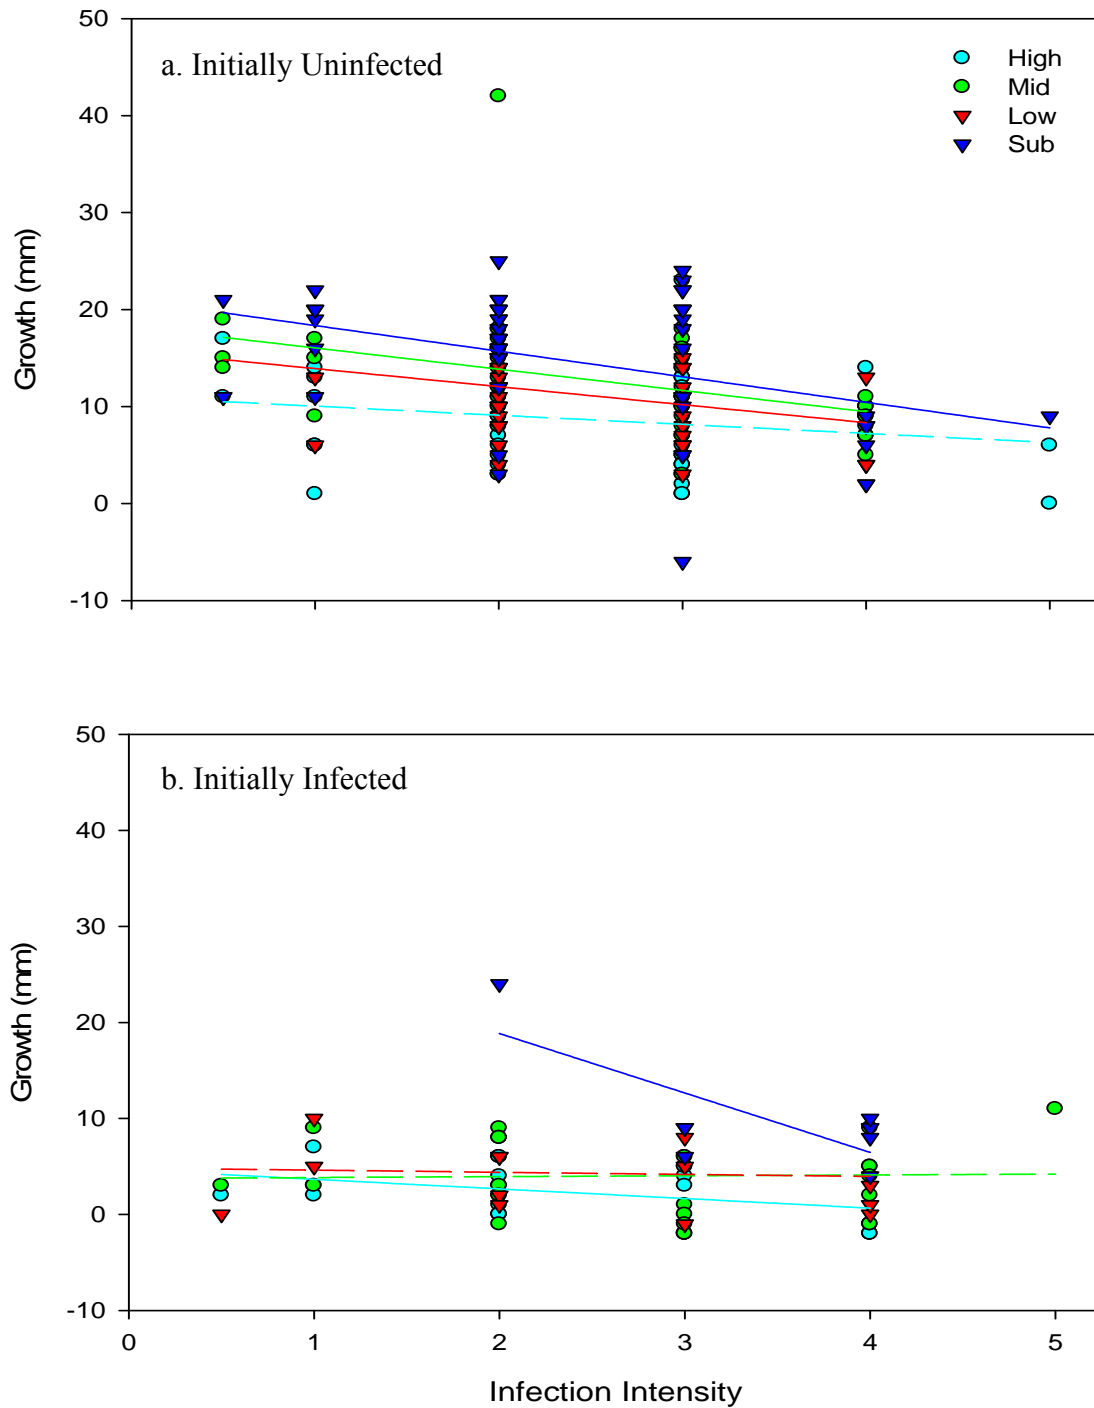 50
a. Initially Uninfected
High
Mid
Low
Sub
40
30
20
10
0
-10
Growth (mm)
50
b. Initially Infected
40
30
20
10
0
-10
Growth (mm)
0 1 2 3 4 5
Infection Intensity